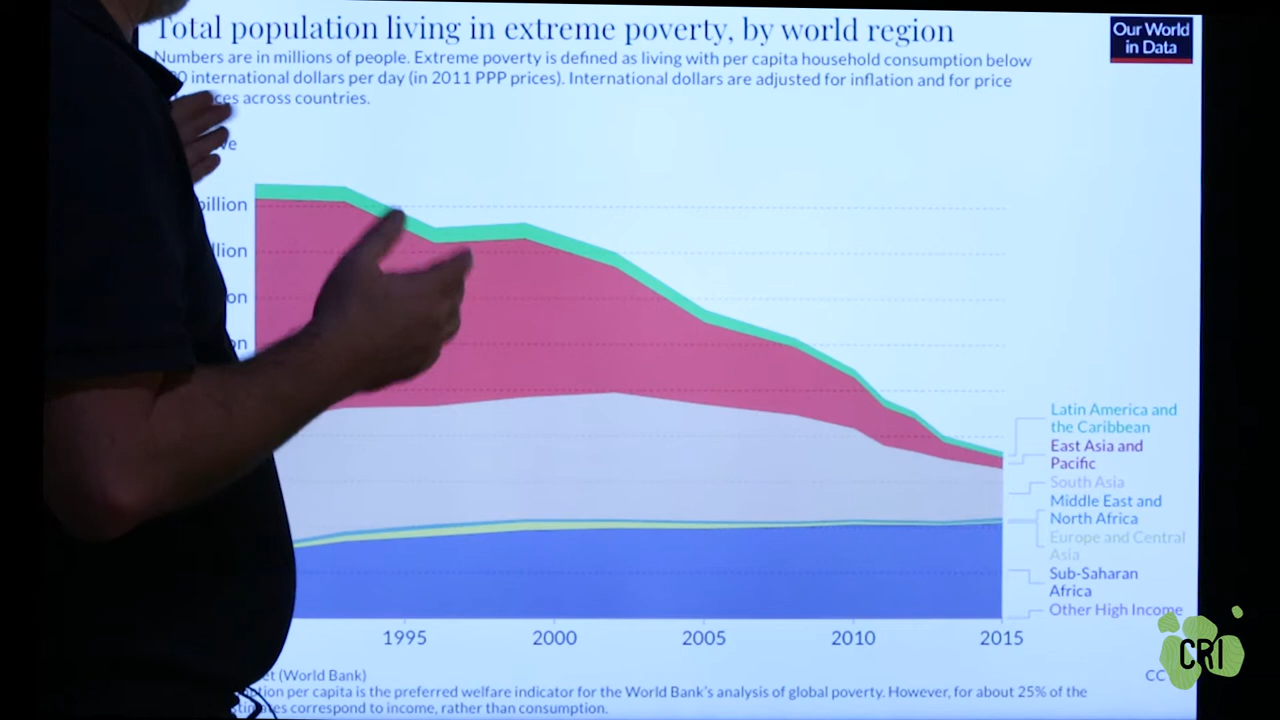 Total population living in extreme poverty, by world region
Our World
in Data
Numbers are in millions of people. Extreme poverty is defined as living with per capita household consumption below
international dollars per day (in 2011 PPP prices). International dollars are adjusted for inflation and for price
across countries.
billion
Latin America and
the Caribbean
East Asia and
Pacific
South Asia
Middle East and
North Africa
Europe and Central
Asia
Sub-Saharan
Africa
Other High Income
1995 2000 2005 2010 2015
(World Bank)
CC
per capita is the preferred welfare indicator for the World Bank's analysis of global poverty. However, for about 25% of the
correspond to income, rather than consumption.
CRI